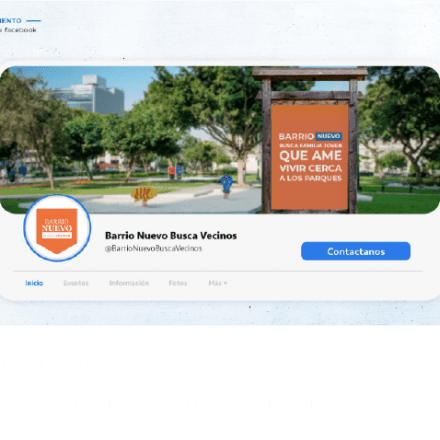 IENTO
facebook
BARRIO NUEVO
BUSCA FAMILIA JOVEN
QUE AME
VIVIR CERCA
A LOS PARQUES
BARRIO
NUEVO
Barrio Nuevo Busca Vecinos
@BarrioNuevoBuscaVecinos
Contactanos
Inicio Eventos Información Fotos Más